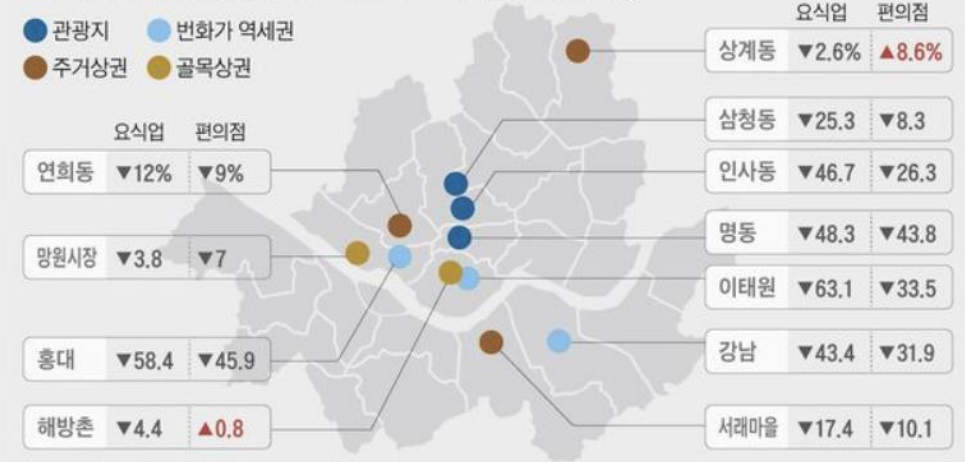 관광지 번화가 역세권
주거상권 골목상권
요식업 편의점
연희동 ▼12% ▼9%
망원시장 ▼3.8 ▼7
홍대 ▼58.4 ▼45.9
해방촌 ▼4.4 ▲0.8
요식업 편의점
상계동 ▼2.6% ▲8.6%
삼청동 ▼25.3 ▼8.3
인사동 ▼46.7 ▼26.3
명동 ▼48.3 ▼43.8
이태원 ▼63.1 ▼33.5
강남 ▼43.4 ▼31.9
서래마을 ▼17.4 ▼10.1